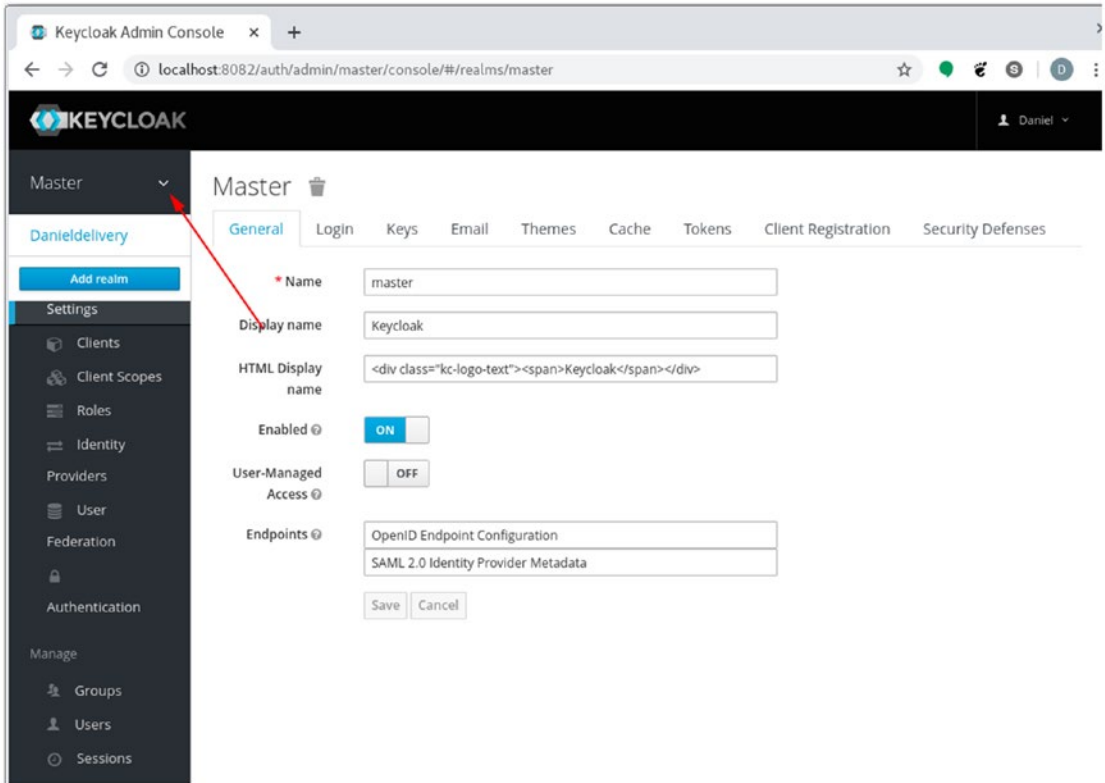 Keycloak Admin Console × +
localhost:8082/auth/admin/master/console/#/realms/master S D
KEYCLOAK Daniel
Master
Danieldelivery
Add realm
Settings
Clients
Client Scopes
Roles
Identity
Providers
User
Federation
Authentication
Manage
Groups
Users
Sessions
Master
General Login Keys Email Themes Cache Tokens Client Registration Security Defenses
* Name master
Display name Keycloak
HTML Display <div class="kc-logo-text"><span>Keycloak</span></div>
name
Enabled ON
User-Managed OFF
Access
Endpoints OpenID Endpoint Configuration
SAML 2.0 Identity Provider Metadata
Save Cancel